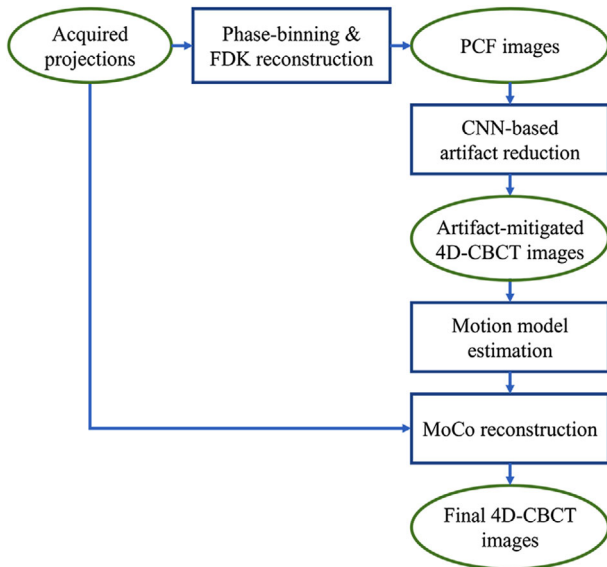 Acquired
projections
Phase-binning &
FDK reconstruction
PCF images
CNN-based
artifact reduction
Artifact-mitigated
4D-CBCT images
Motion model
estimation
MoCo reconstruction
Final 4D-CBCT
images